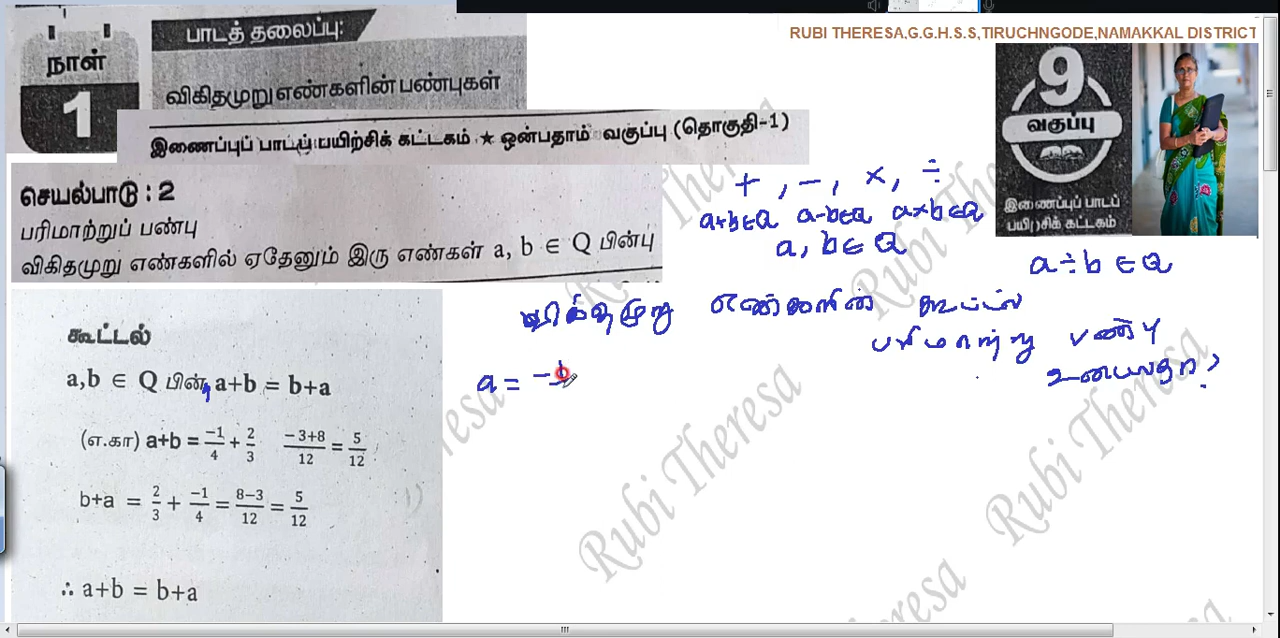 RUBI THERESA,G.G.H.S.S,TIRUCHNGODE,NAMAKKAL DISTRICT
நாள்
1
பாடத் தலைப்பு:
விகிதமுறு எண்களின் பண்புகள்
இணைப்புப் பாடப் பயிற்சிக் கட்டகம் ★ ஒன்பதாம் வகுப்பு (தொகுதி-1)
9
வகுப்பு
இணைப்புப் பாடப்
பயிற்சிக் கட்டகம்
செயல்பாடு : 2
பரிமாற்றுப் பண்பு
விகிதமுறு எண்களில் ஏதேனும் இரு எண்கள் a, b ∈ Q பின்பு
+ , - , × , ÷
a+b∈Q a-b∈Q a×b∈Q
a, b ∈ Q
a ÷ b ∈ Q
விகிதமுறு எண்களின் கூட்டல்
பரிமாற்று பண்பு
உடையதா?
a = -1
கூட்டல்
a,b ∈ Q பின் a+b = b+a
(எ.கா) a+b = -1/4 + 2/3 -3+8/12 = 5/12
b+a = 2/3 + -1/4 = 8-3/12 = 5/12
∴ a+b = b+a
Rubi Theresa
Rubi Theresa
Rubi Theresa
Rubi Theresa